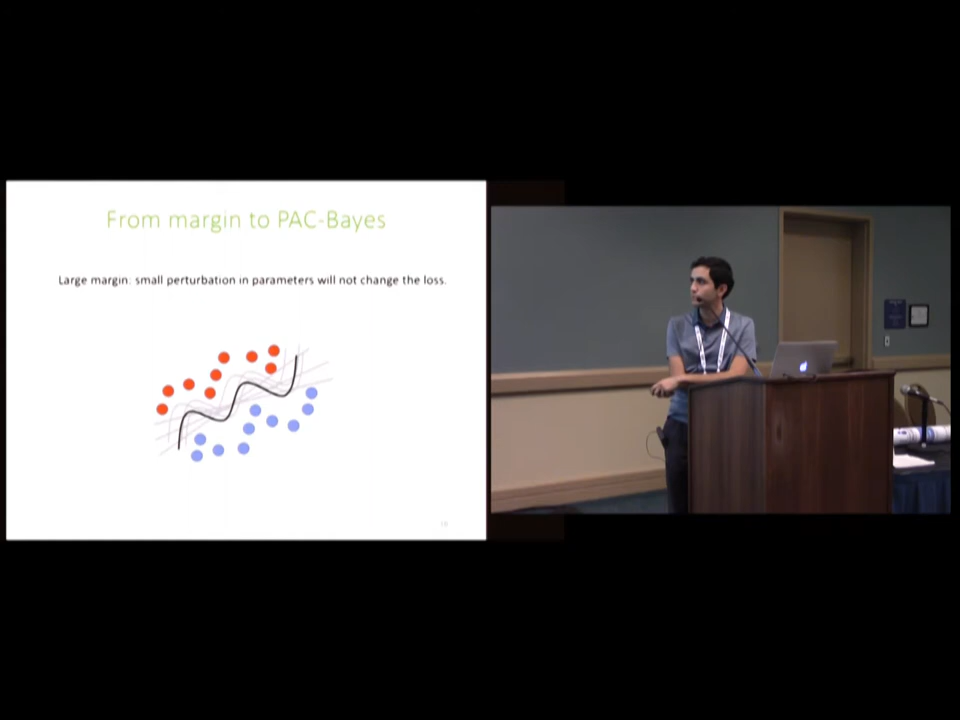 From margin to PAC-Bayes
Large margin: small perturbation in parameters will not change the loss.